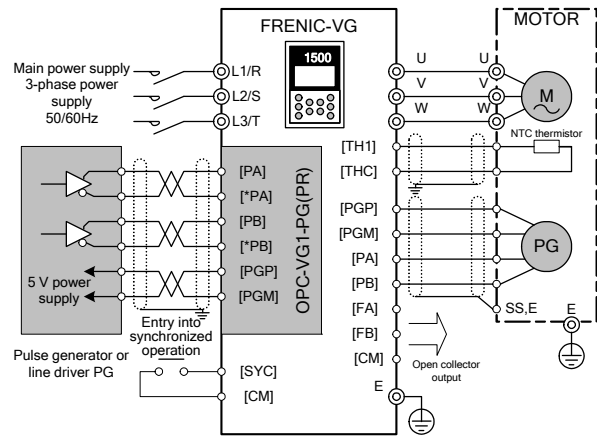 FRENIC-VG
MOTOR
1500
Main power supply
3-phase power
supply
50/60Hz
L1/R
L2/S
L3/T
U
V
W
U
V
W
M
NTC thermistor
[TH1]
[THC]
[PA]
[*PA]
[PB]
[*PB]
[PGP]
[PGM]
OPC-VG1-PG(PR)
5 V power
supply
Pulse generator or
line driver PG
Entry into
synchronized
operation
[SYC]
[CM]
[PGP]
[PGM]
[PA]
[PB]
[FA]
[FB]
[CM]
E
PG
SS,E
E
Open collector
output